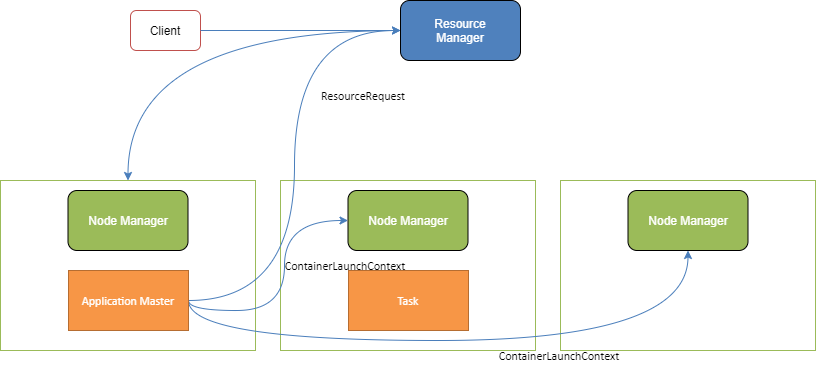 Client
Resource
Manager
ResourceRequest
Node Manager
Node Manager
Node Manager
ContainerLaunchContext
Application Master
Task
ContainerLaunchContext